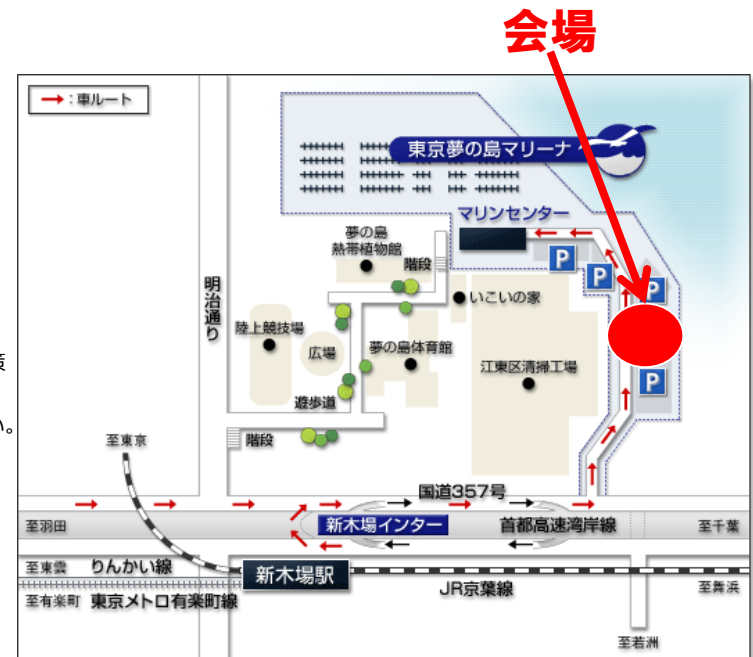 会場
→:車ルート
東京夢の島マリーナ
マリンセンター
夢の島
熱帯植物館
階段
P
P
P
いこいの家
明治通り
陸上競技場
広場
夢の島体育館
江東区清掃工場
P
策
い。
遊歩道
階段
至東京
国道357号
至羽田
新木場インター
首都高速湾岸線
至千葉
至東雲
りんかい線
新木場駅
JR京葉線
至舞浜
至有楽町
東京メトロ有楽町線
至若洲